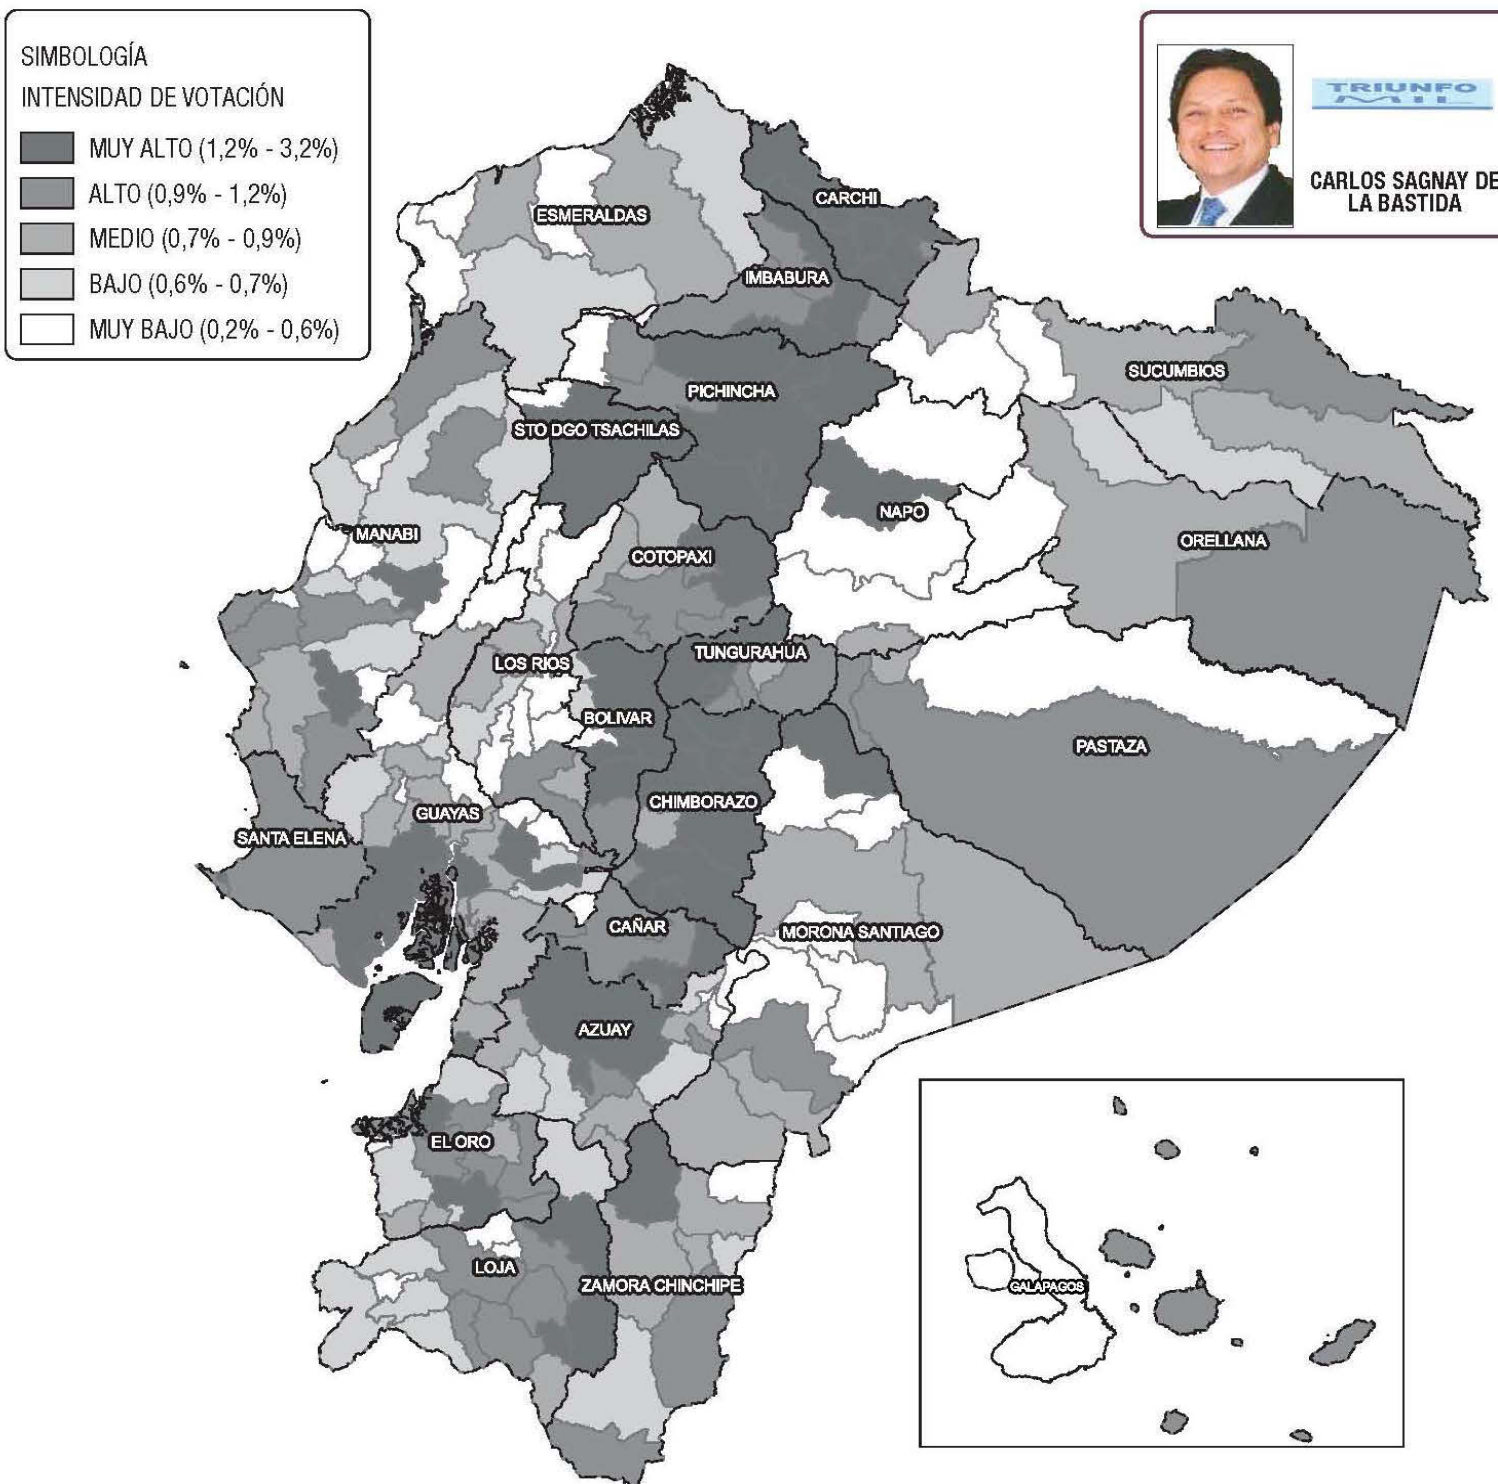 SIMBOLOGÍA
INTENSIDAD DE VOTACIÓN
MUY ALTO (1,2% - 3,2%)
ALTO (0,9% - 1,2%)
MEDIO (0,7% - 0,9%)
BAJO (0,6% - 0,7%)
MUY BAJO (0,2% - 0,6%)
TRIUNFO
MIL
CARLOS SAGNAY DE
LA BASTIDA
CARCHI
ESMERALDAS
IMBABURA
SUCUMBIOS
PICHINCHA
STO DGO TSACHILAS
NAPO
MANABI
ORELLANA
COTOPAXI
TUNGURAHUA
LOS RIOS
BOLIVAR
PASTAZA
CHIMBORAZO
GUAYAS
SANTA ELENA
CAÑAR
MORONA SANTIAGO
AZUAY
EL ORO
LOJA
ZAMORA CHINCHIPE
GALAPAGOS